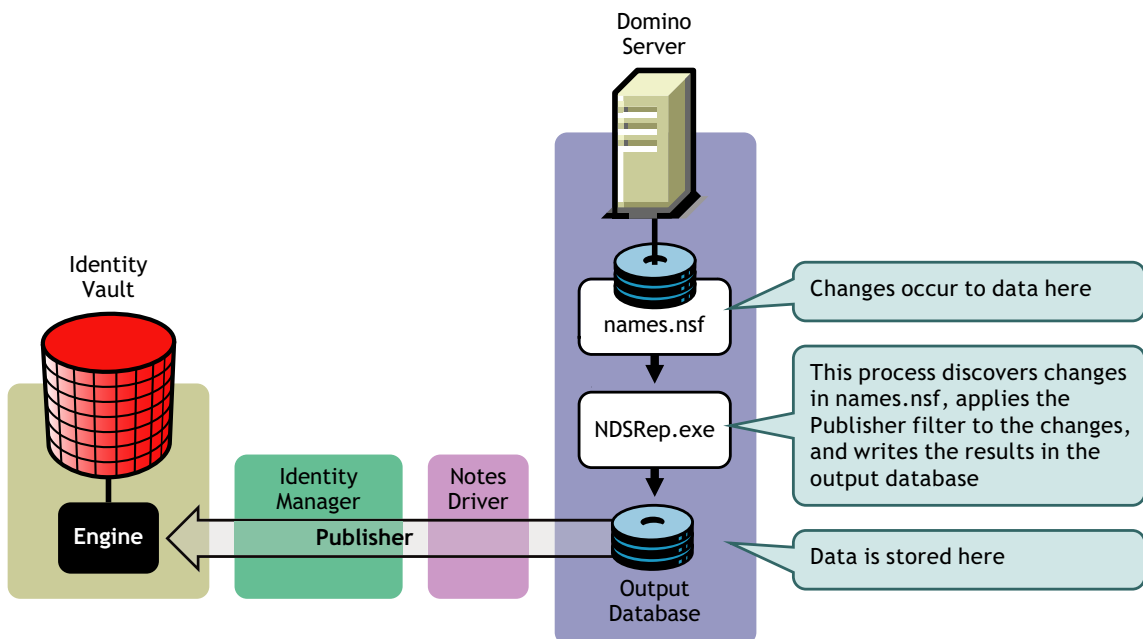 Domino
Server
Identity
Vault
names.nsf
Changes occur to data here
NDSRep.exe
This process discovers changes
in names.nsf, applies the
Publisher filter to the changes,
and writes the results in the
output database
Identity
Manager
Notes
Driver
Engine
Publisher
Output
Database
Data is stored here